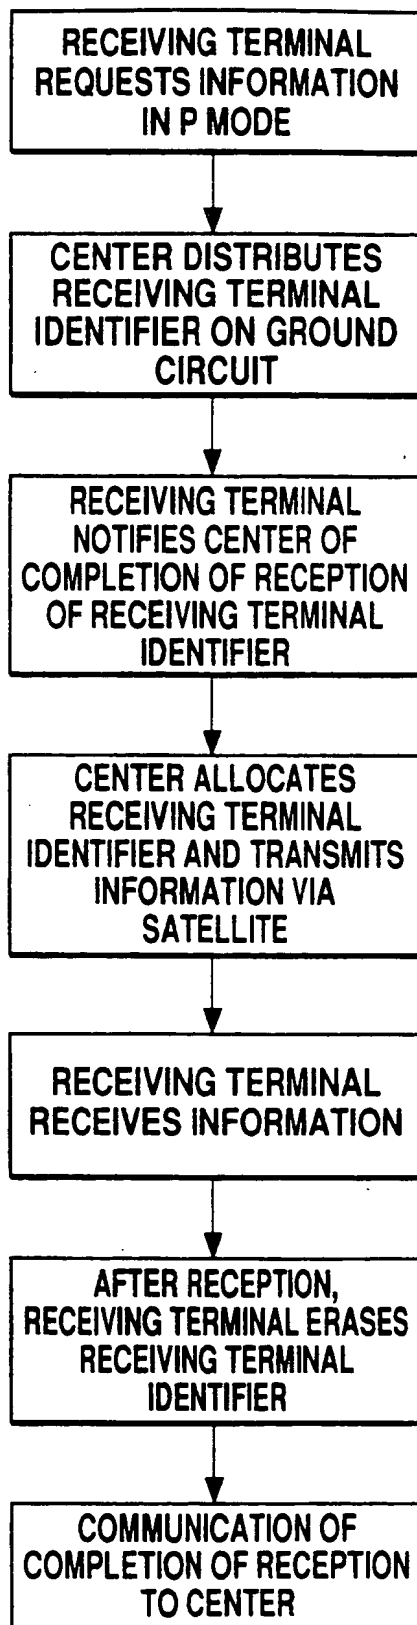 RECEIVING TERMINAL
REQUESTS INFORMATION
IN P MODE
CENTER DISTRIBUTES
RECEIVING TERMINAL
IDENTIFIER ON GROUND
CIRCUIT
RECEIVING TERMINAL
NOTIFIES CENTER OF
COMPLETION OF RECEPTION
OF RECEIVING TERMINAL
IDENTIFIER
CENTER ALLOCATES
RECEIVING TERMINAL
IDENTIFIER AND TRANSMITS
INFORMATION VIA
SATELLITE
RECEIVING TERMINAL
RECEIVES INFORMATION
AFTER RECEPTION,
RECEIVING TERMINAL ERASES
RECEIVING TERMINAL
IDENTIFIER
COMMUNICATION OF
COMPLETION OF RECEPTION
TO CENTER